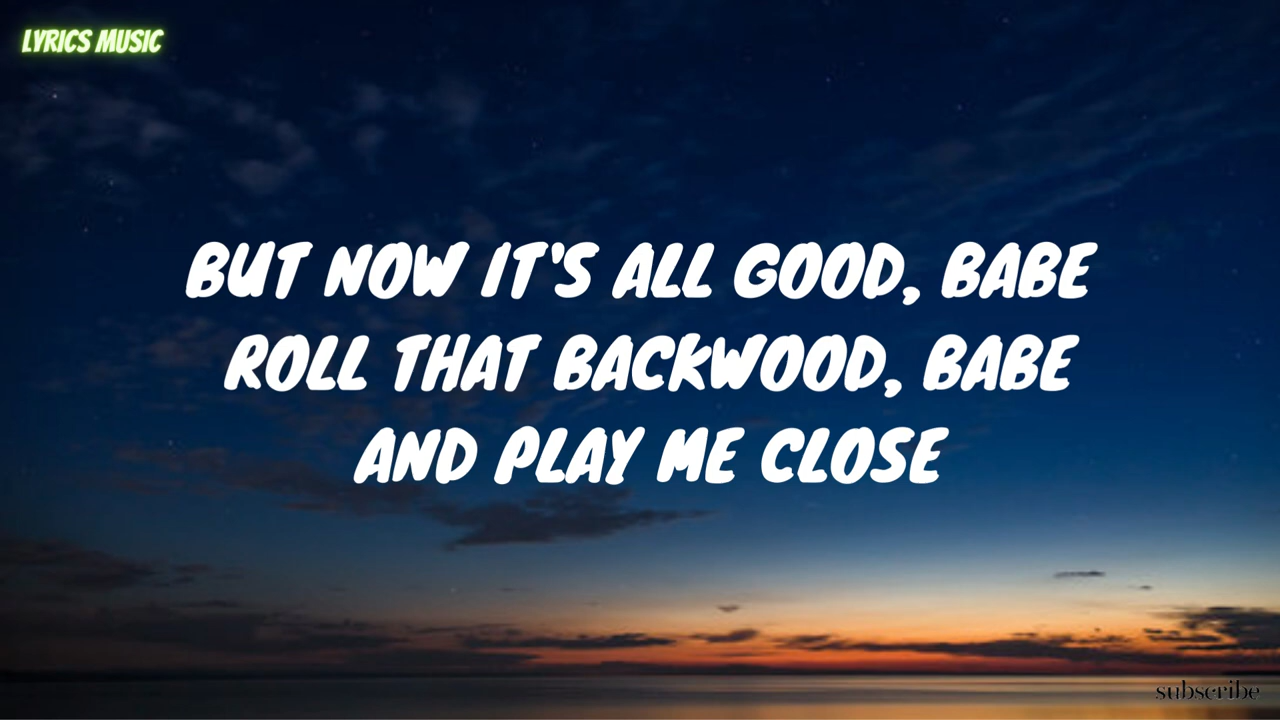 LYRICS MUSIC
BUT NOW IT'S ALL GOOD, BABE
ROLL THAT BACKWOOD, BABE
AND PLAY ME CLOSE
subscribe